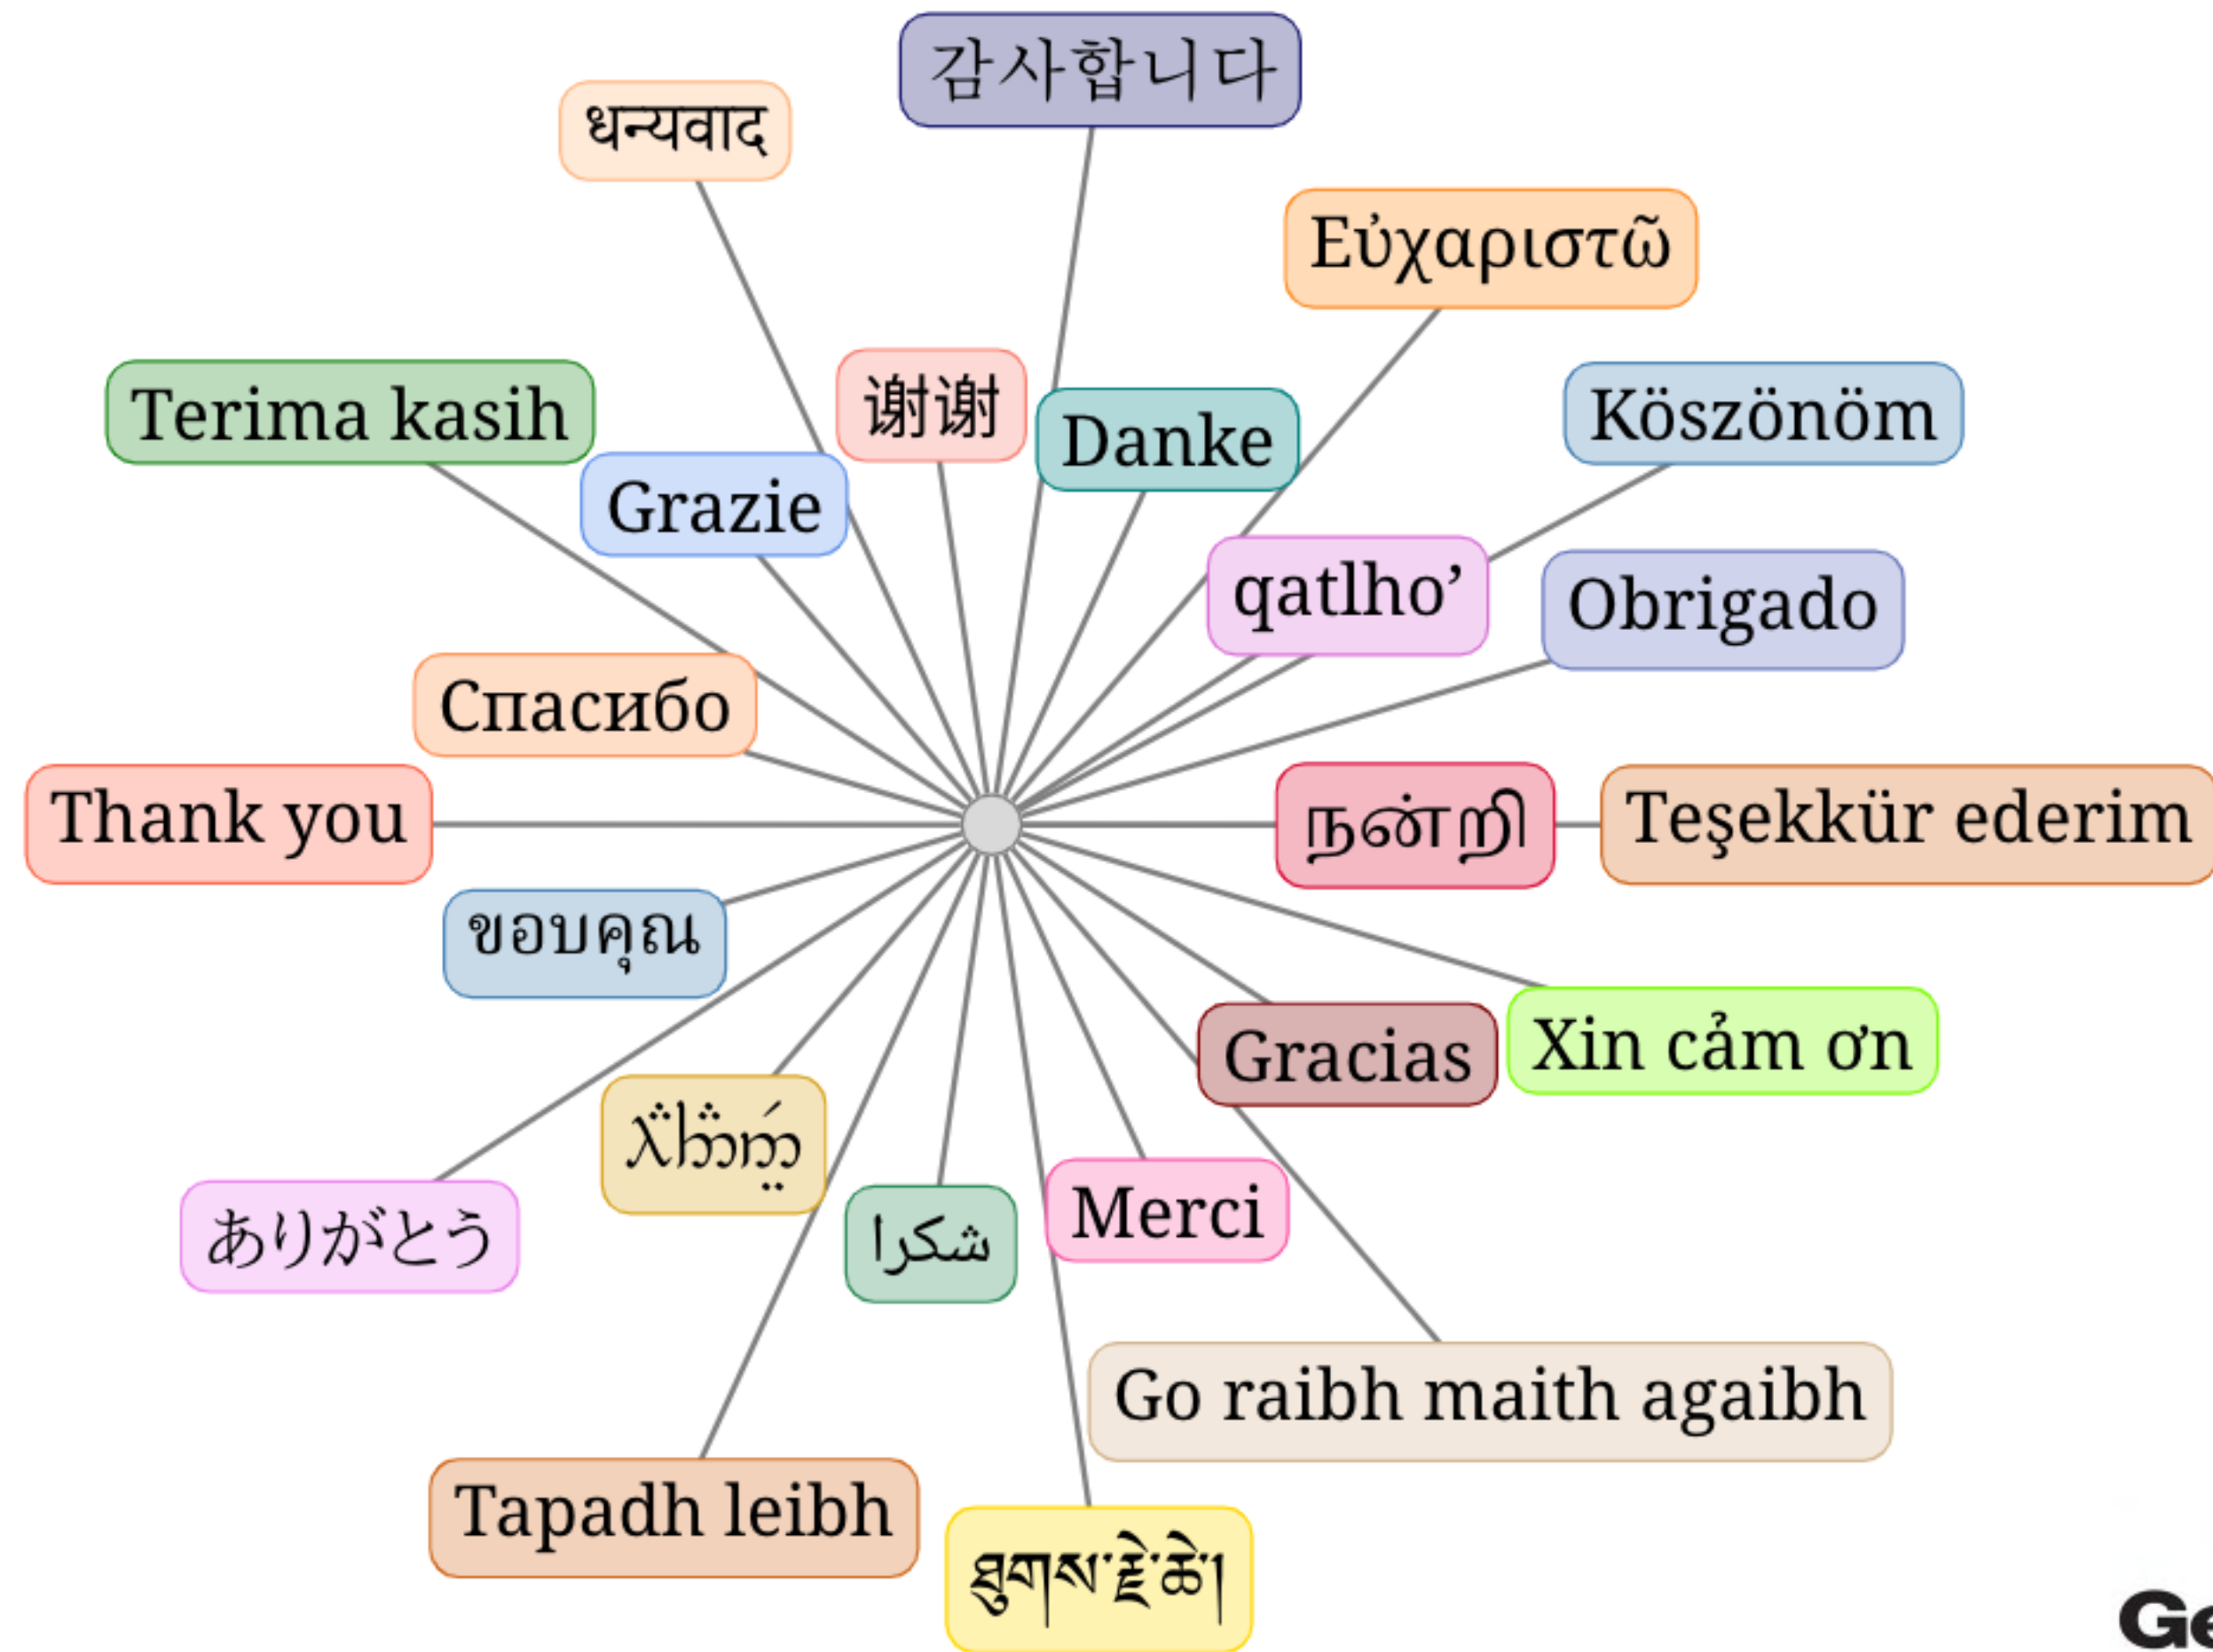 감사합니다
धन्यवाद
Εὐχαριστῶ
Terima kasih
谢谢
Danke
Köszönöm
Grazie
qatlho’
Obrigado
Спасибо
Thank you
நன்றி
Teşekkür ederim
ขอบคุณ
Gracias
Xin cảm ơn
ありがとう
شكرا
Merci
Go raibh maith agaibh
Tapadh leibh
ཐུགས་རྗེ་ཆེ།
Ge